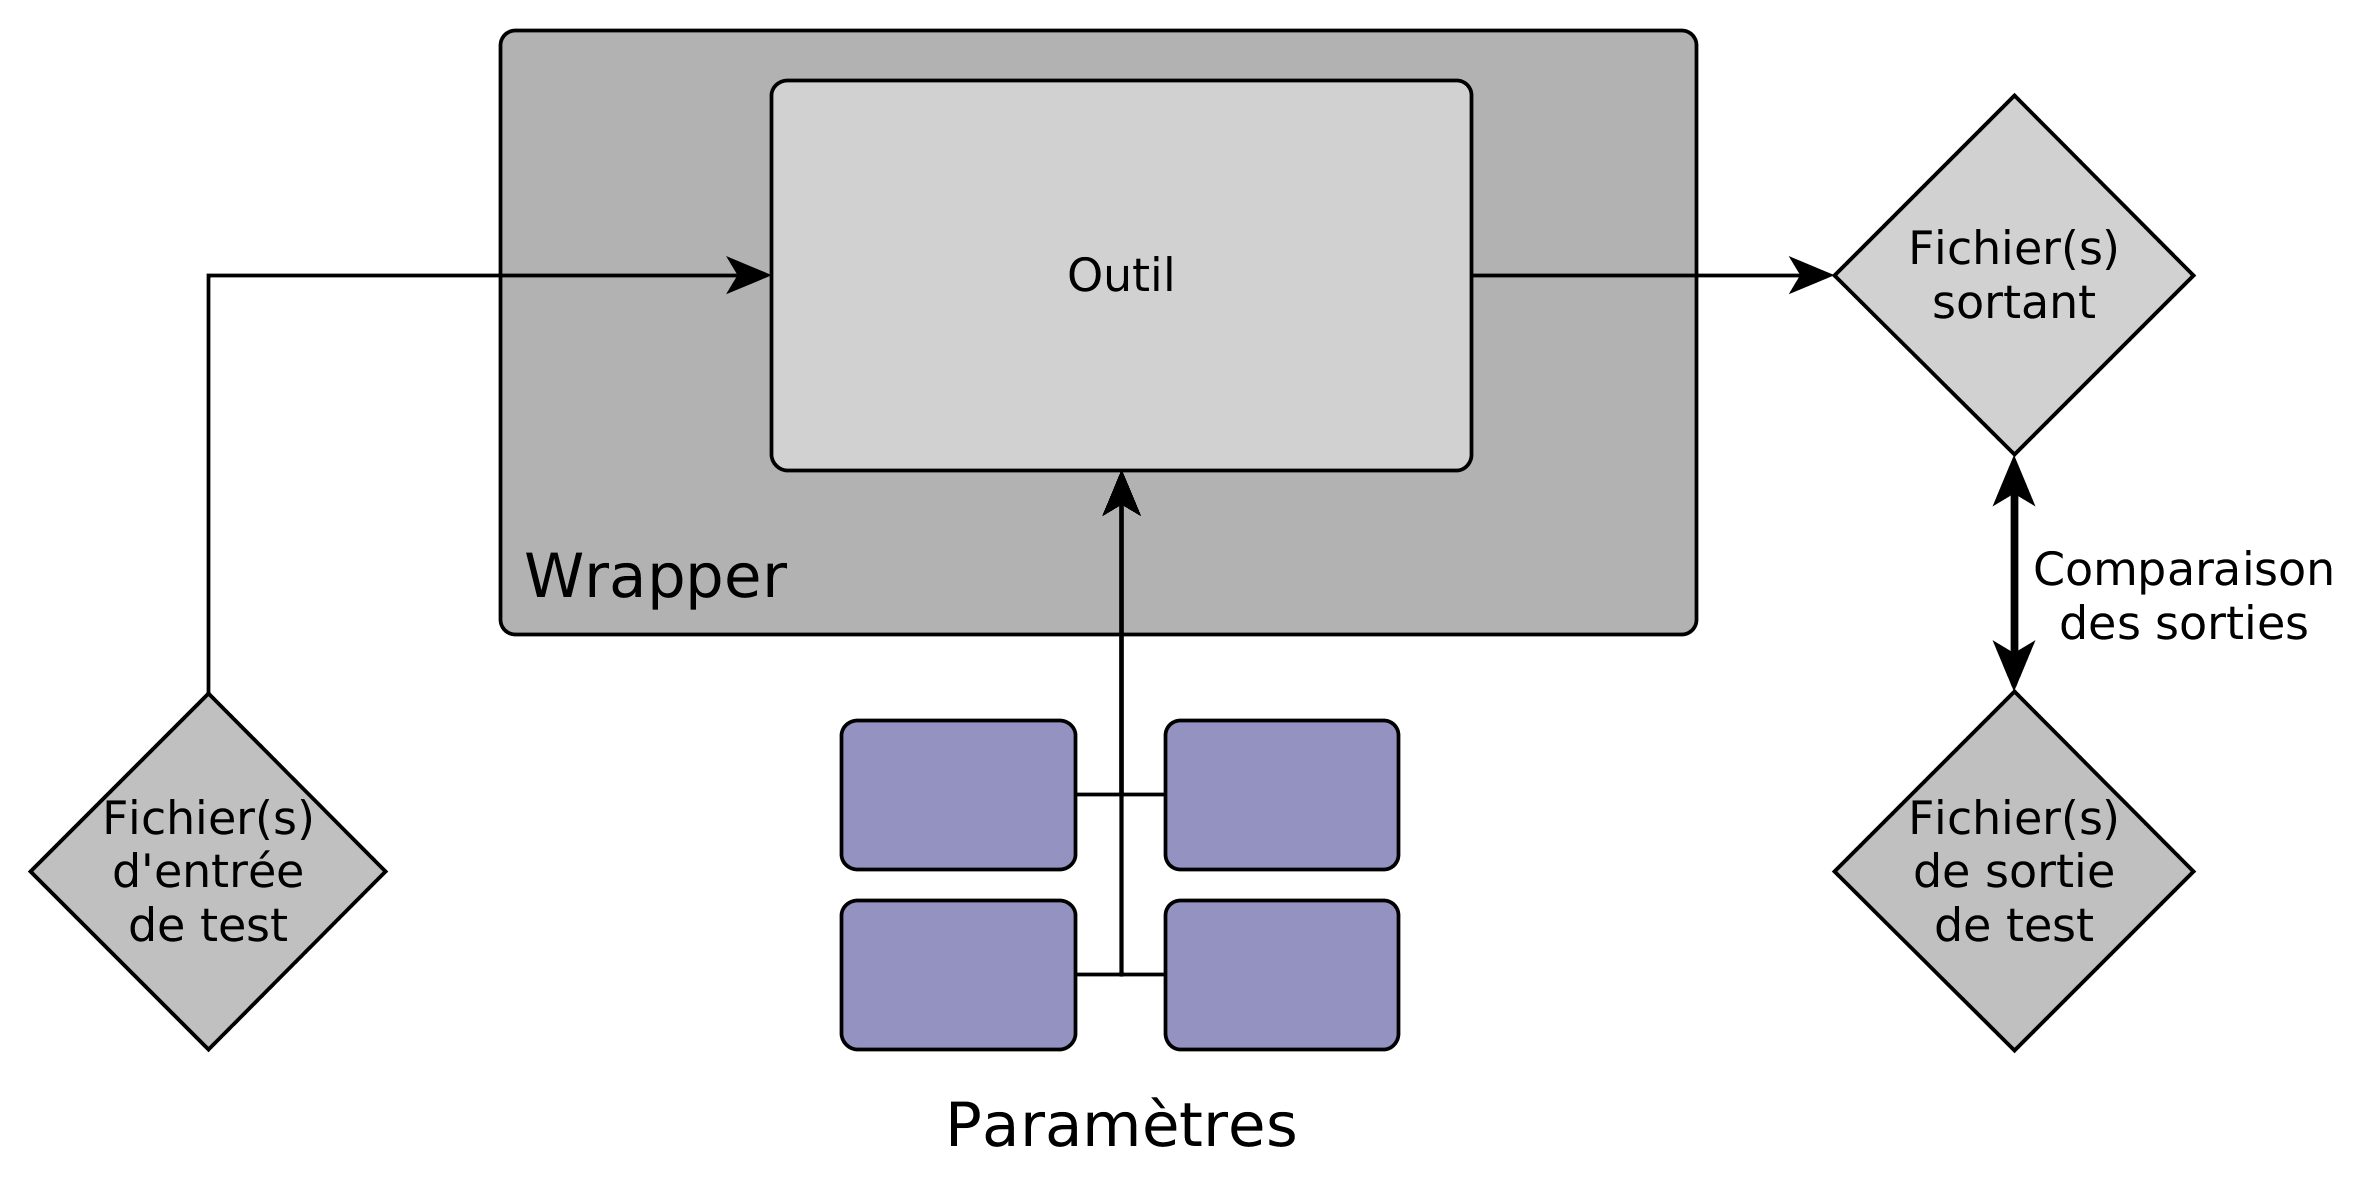 Outil
Fichier(s)
sortant
Wrapper
Comparaison
des sorties
Fichier(s)
d'entrée
de test
Fichier(s)
de sortie
de test
Paramètres